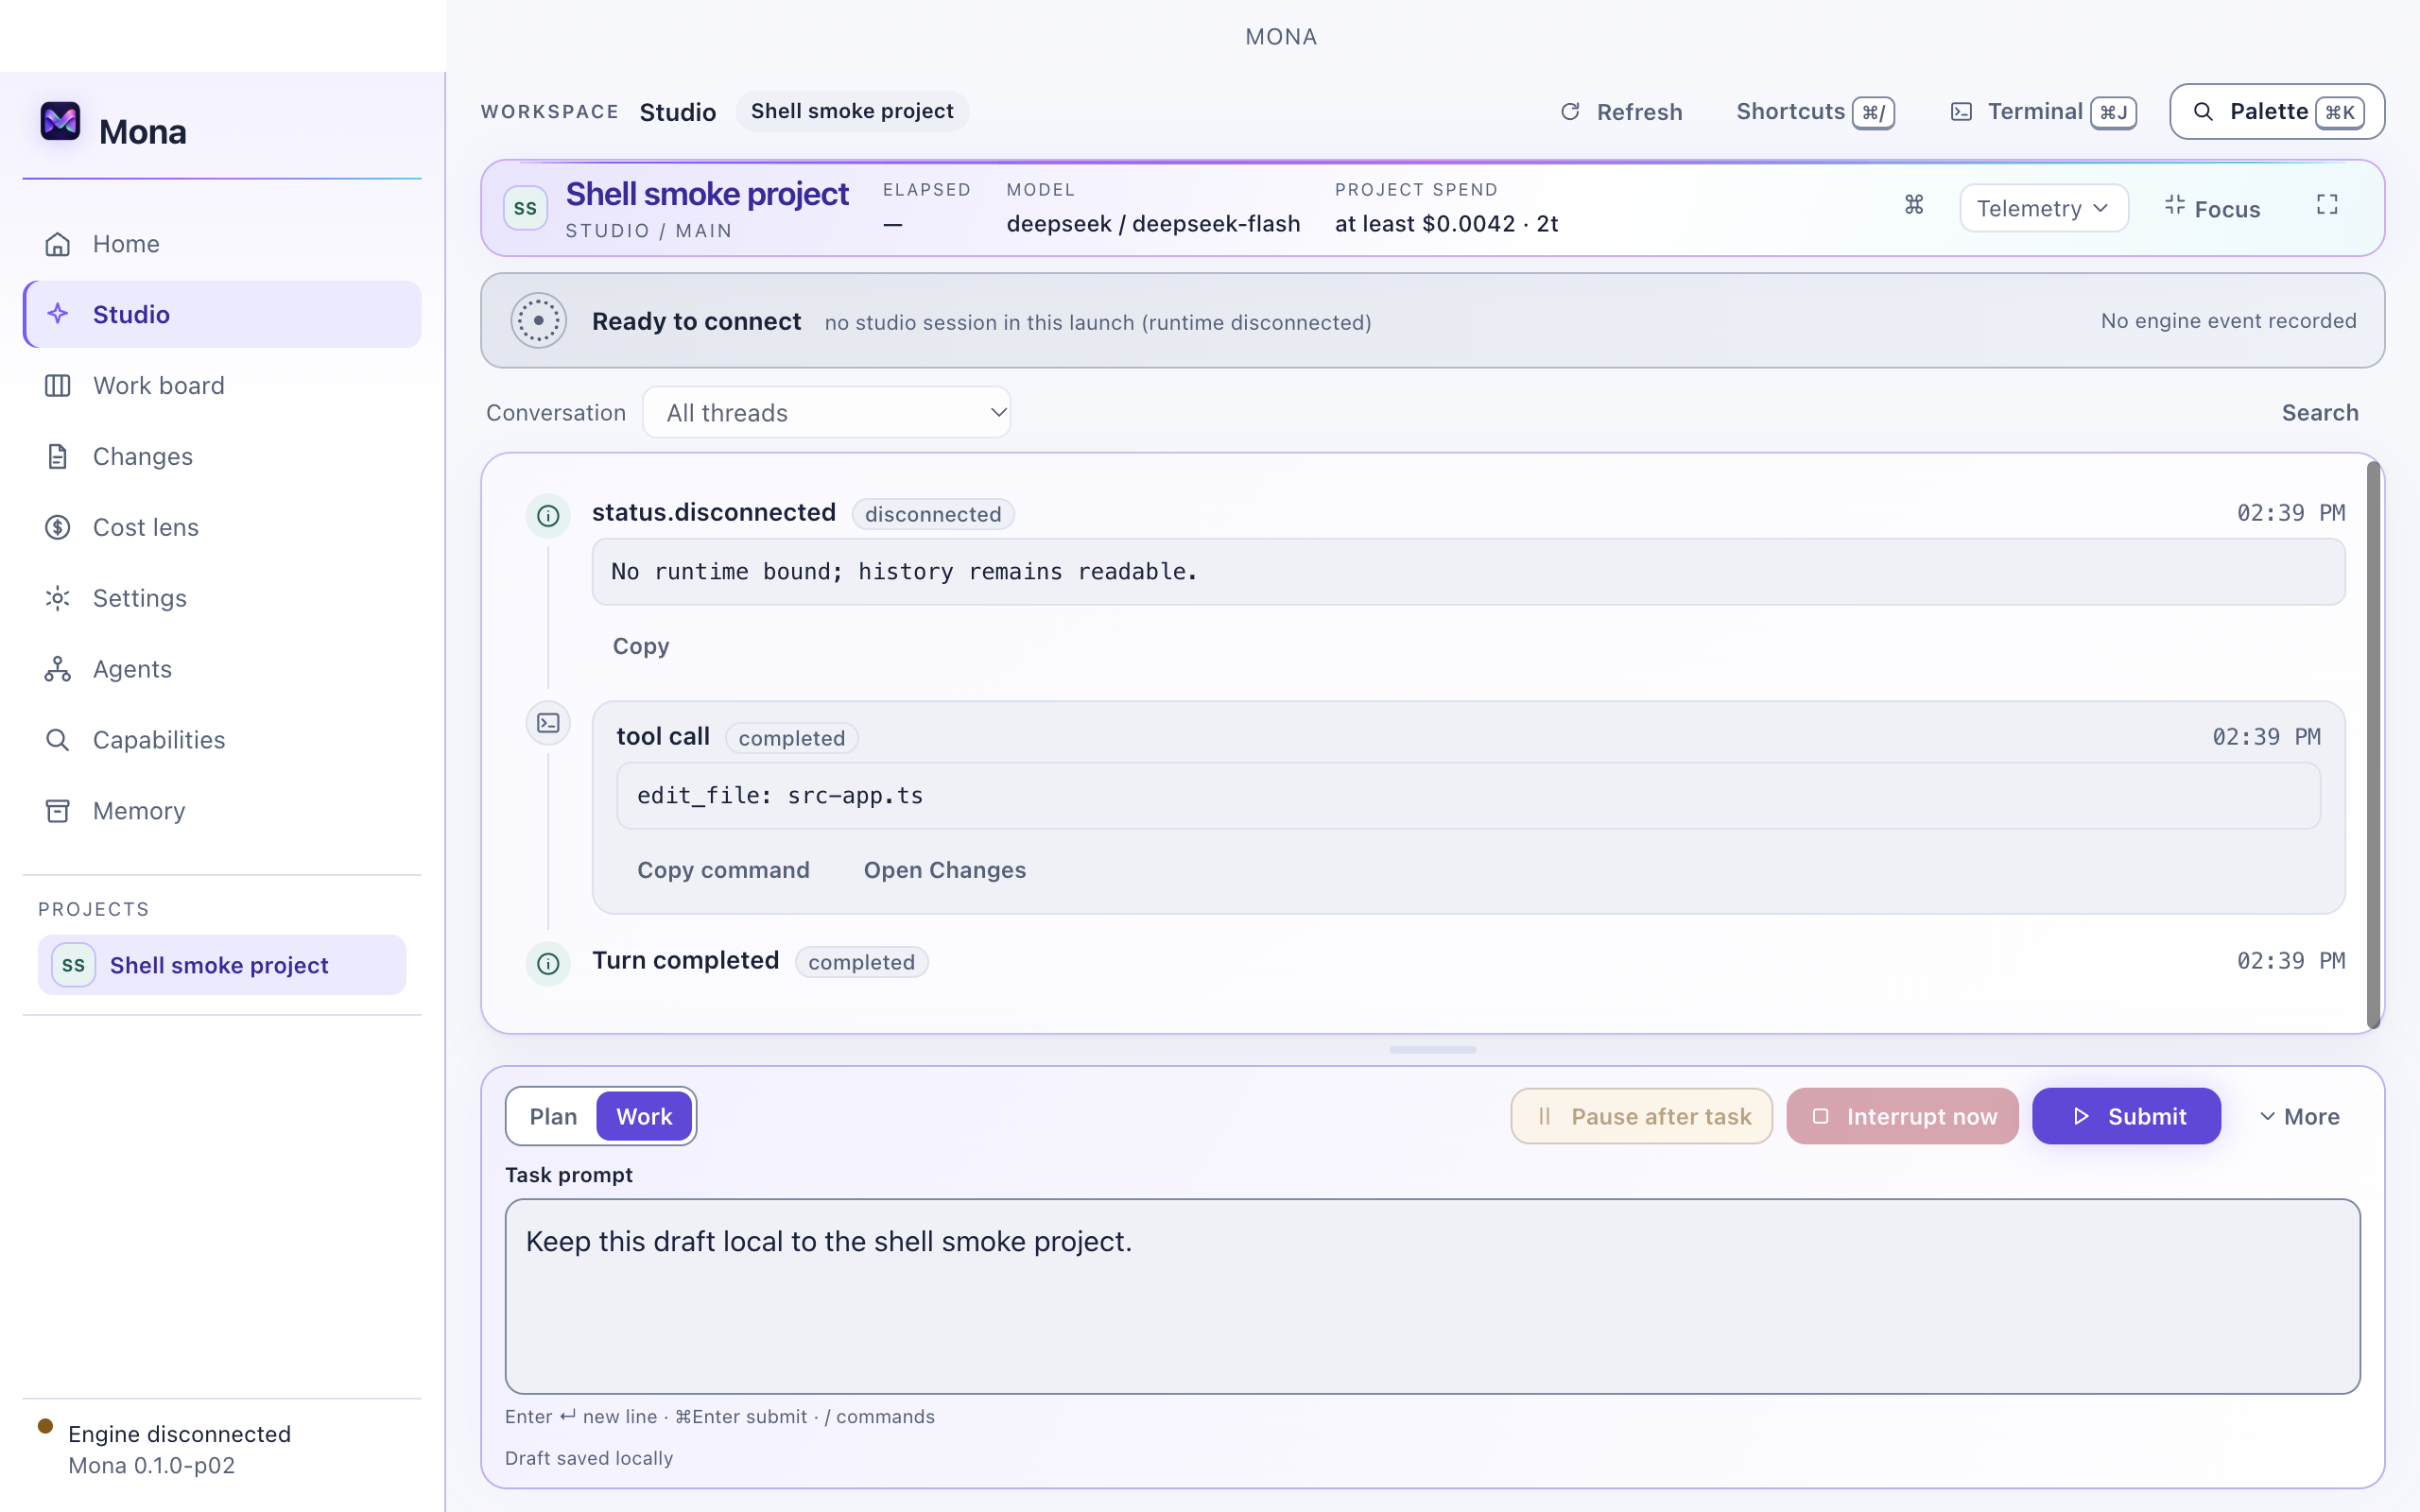 MONA
Mona
Home
Studio
Work board
Changes
Cost lens
Settings
Agents
Capabilities
Memory
PROJECTS
SS Shell smoke project
Engine disconnected
Mona 0.1.0-p02
WORKSPACE Studio Shell smoke project Refresh Shortcuts ⌘/ Terminal ⌘J Palette ⌘K
SS Shell smoke project
STUDIO / MAIN
ELAPSED
—
MODEL
deepseek / deepseek-flash
PROJECT SPEND
at least $0.0042 · 2t
⌘ Telemetry Focus
Ready to connect no studio session in this launch (runtime disconnected) No engine event recorded
Conversation All threads Search
status.disconnected disconnected 02:39 PM
No runtime bound; history remains readable.
Copy
tool call completed 02:39 PM
edit_file: src-app.ts
Copy command Open Changes
Turn completed completed 02:39 PM
Plan Work Pause after task Interrupt now Submit More
Task prompt
Keep this draft local to the shell smoke project.
Enter ↵ new line · ⌘Enter submit · / commands
Draft saved locally